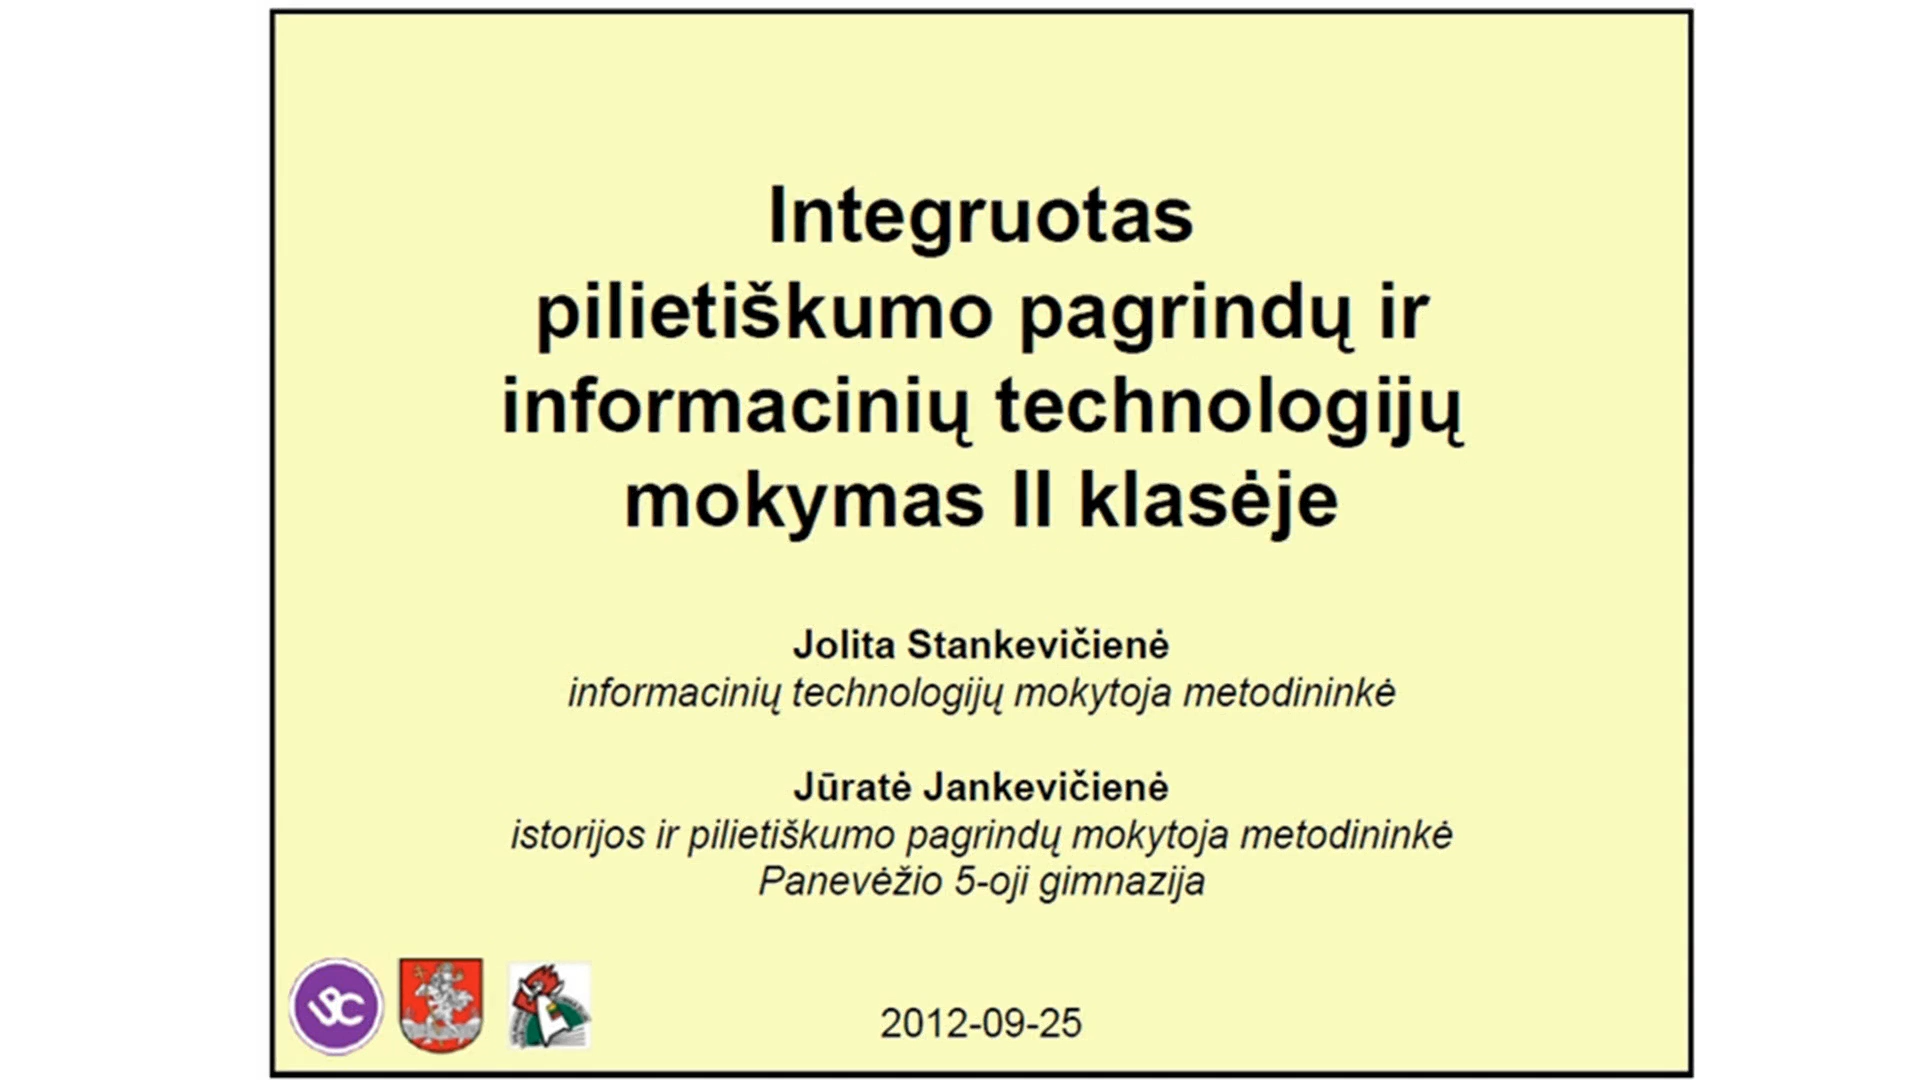 Integruotas
pilietiškumo pagrindų ir
informacinių technologijų
mokymas II klasėje
Jolita Stankevičienė
informacinių technologijų mokytoja metodininkė
Jūratė Jankevičienė
istorijos ir pilietiškumo pagrindų mokytoja metodininkė
Panevėžio 5-oji gimnazija
2012-09-25